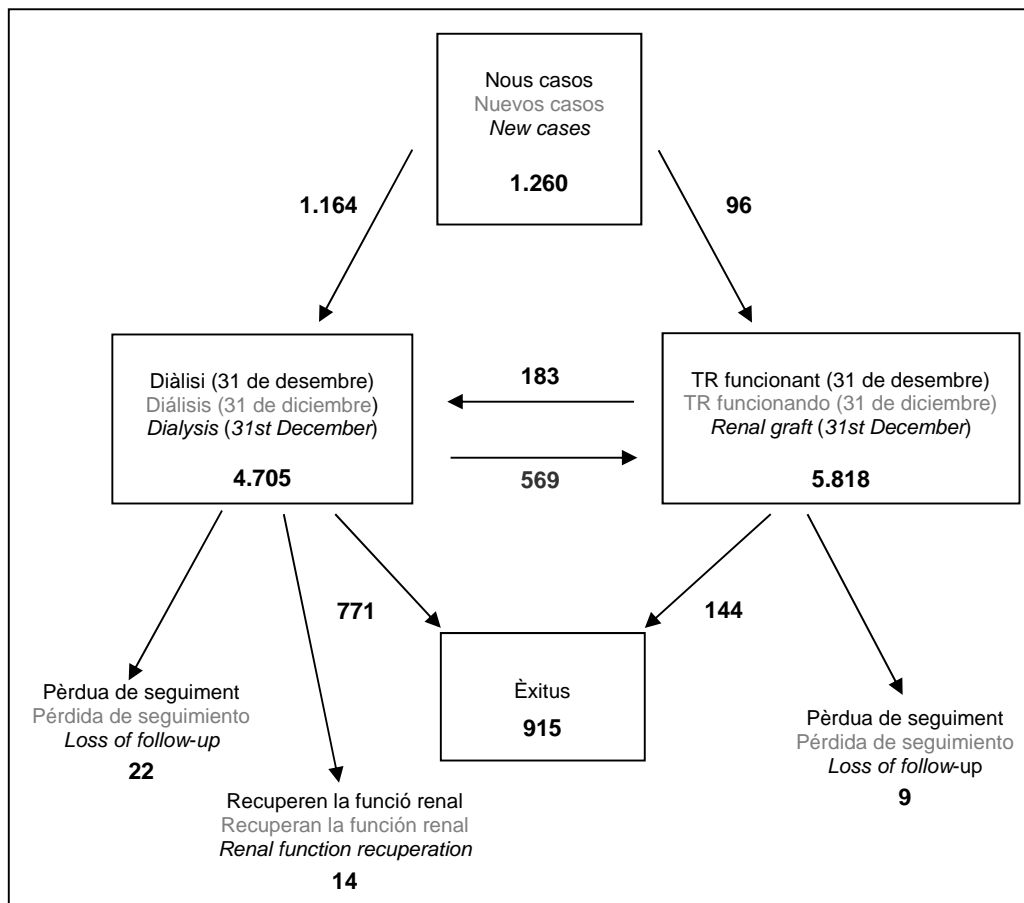 Nous casos
Nuevos casos
New cases
1.260
1.164
96
Diàlisi (31 de desembre)
Diálisis (31 de diciembre)
Dialysis (31st December)
4.705
183
569
TR funcionant (31 de desembre)
TR funcionando (31 de diciembre)
Renal graft (31st December)
5.818
771
144
Èxitus
915
Pèrdua de seguiment
Pérdida de seguimiento
Loss of follow-up
22
Recuperen la funció renal
Recuperan la función renal
Renal function recuperation
14
Pèrdua de seguiment
Pérdida de seguimiento
Loss of follow-up
9